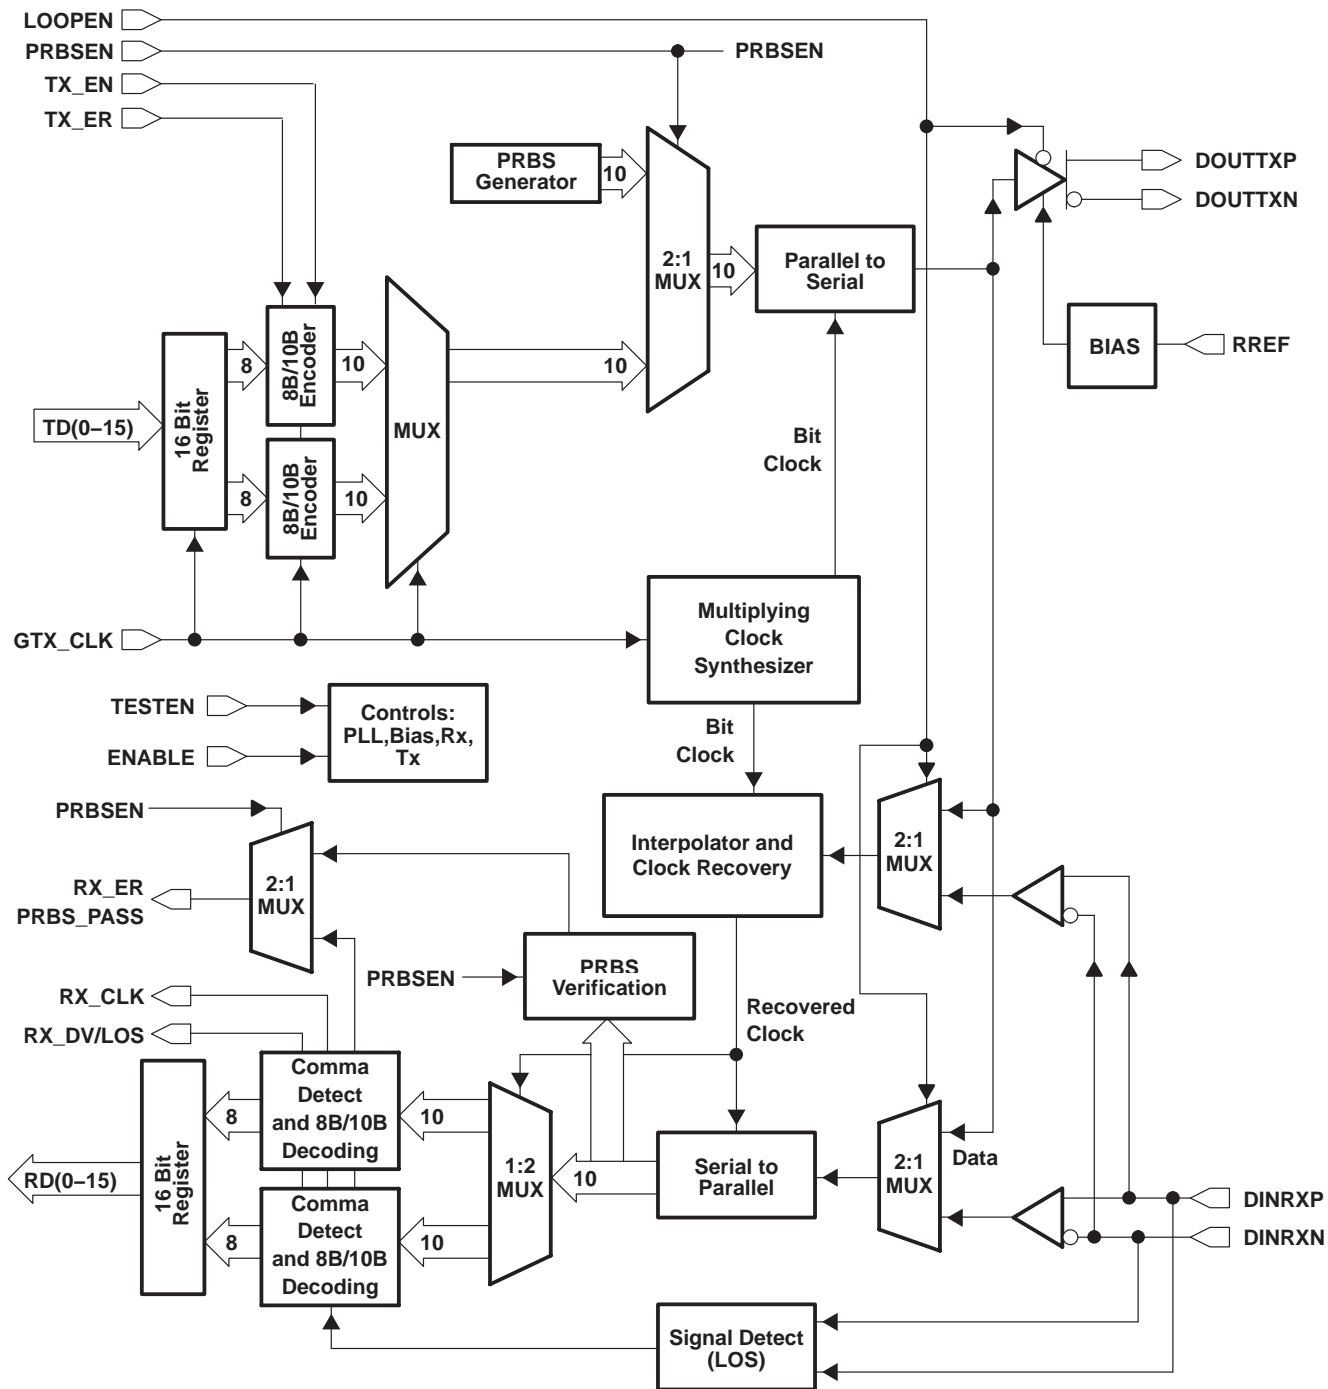 LOOPEN
PRBSEN
PRBSEN
TX_EN
TX_ER
PRBS
Generator
10
DOUTTXP
DOUTTXN
2:1
MUX
10
Parallel to
Serial
8B/10B
Encoder
8
10
10
BIAS
RREF
TD(0–15)
16 Bit
Register
MUX
Bit
Clock
8B/10B
Encoder
8
10
GTX_CLK
Multiplying
Clock
Synthesizer
TESTEN
ENABLE
Controls:
PLL,Bias,Rx,
Tx
Bit
Clock
PRBSEN
2:1
MUX
RX_ER
PRBS_PASS
Interpolator and
Clock Recovery
2:1
MUX
PRBSEN
PRBS
Verification
RX_CLK
RX_DV/LOS
Recovered
Clock
Comma
Detect
and 8B/10B
Decoding
8
10
RD(0–15)
16 Bit
Register
1:2
MUX
10
Serial to
Parallel
2:1
MUX
Data
Comma
Detect
and 8B/10B
Decoding
8
10
DINRXP
DINRXN
Signal Detect
(LOS)